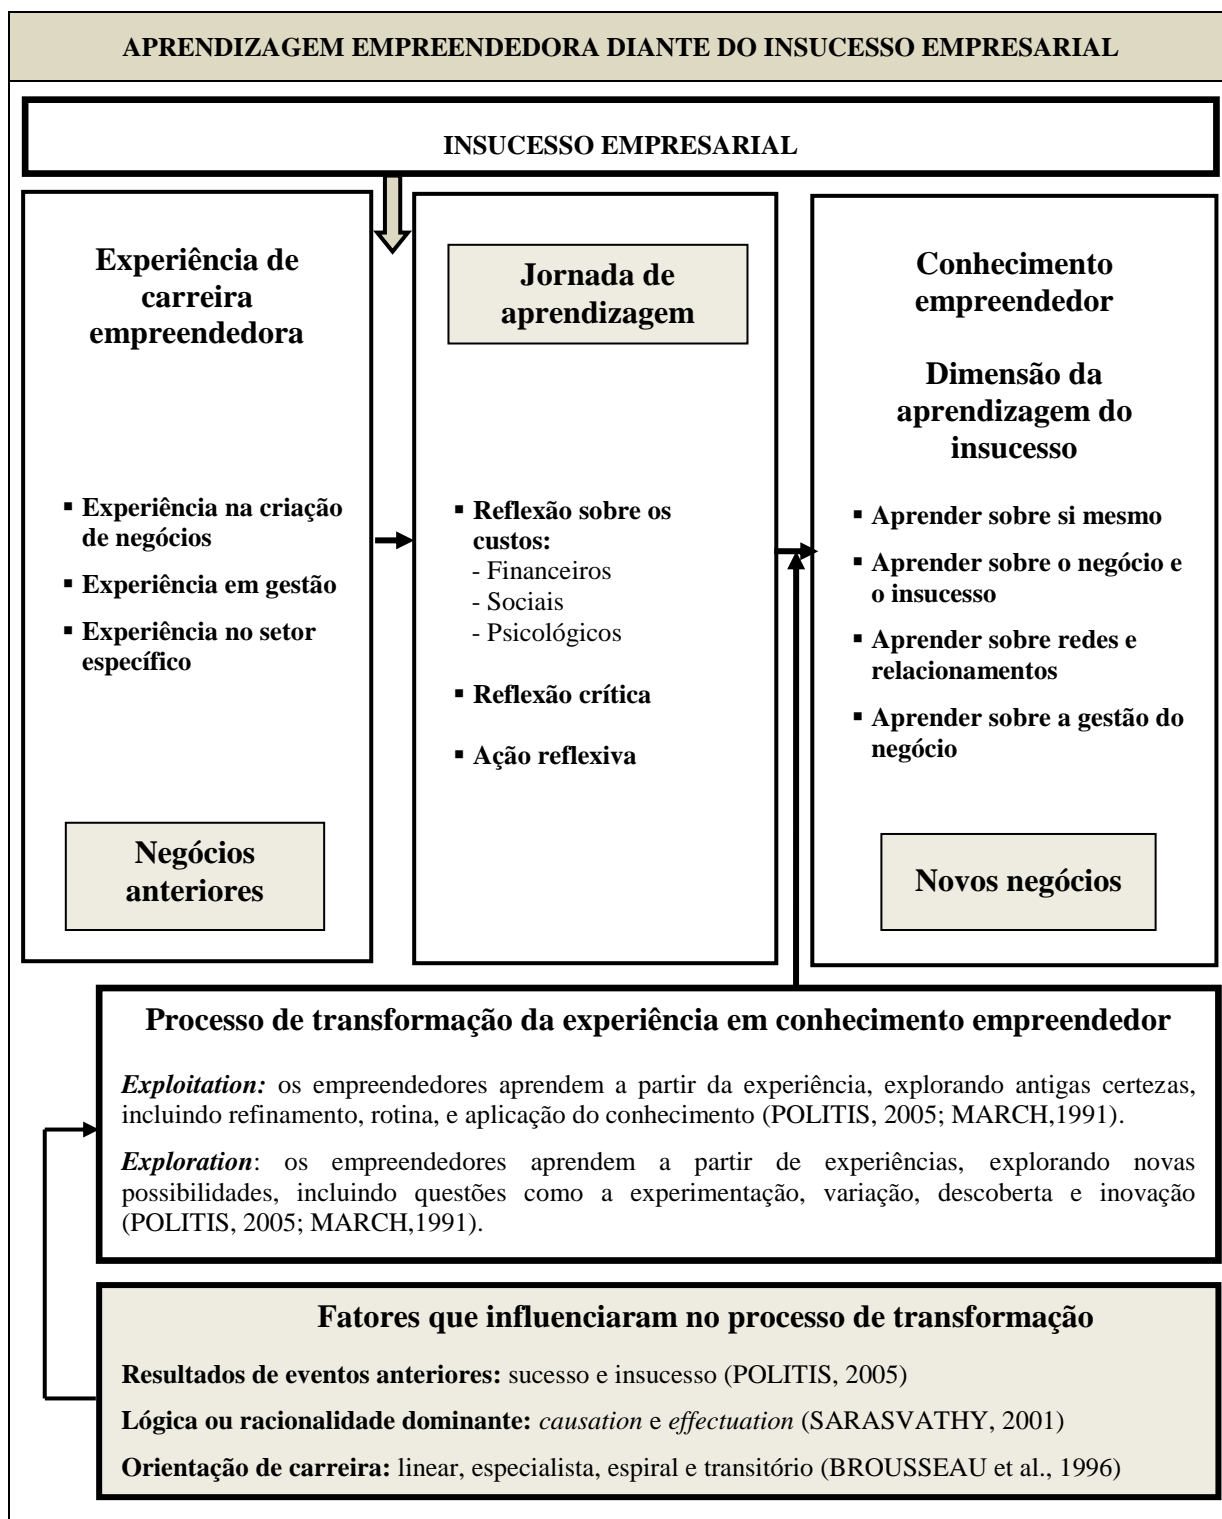 APRENDIZAGEM EMPREENDEDORA DIANTE DO INSUCESSO EMPRESARIAL
INSUCESSO EMPRESARIAL
Experiência de
carreira
empreendedora
▪ Experiência na criação
de negócios
▪ Experiência em gestão
▪ Experiência no setor
específico
Negócios
anteriores
Jornada de
aprendizagem
▪ Reflexão sobre os
custos:
- Financeiros
- Sociais
- Psicológicos
▪ Reflexão crítica
▪ Ação reflexiva
Conhecimento
empreendedor
Dimensão da
aprendizagem do
insucesso
▪ Aprender sobre si mesmo
▪ Aprender sobre o negócio e
o insucesso
▪ Aprender sobre redes e
relacionamentos
▪ Aprender sobre a gestão do
negócio
Novos negócios
Processo de transformação da experiência em conhecimento empreendedor
Exploitation: os empreendedores aprendem a partir da experiência, explorando antigas certezas,
incluindo refinamento, rotina, e aplicação do conhecimento (POLITIS, 2005; MARCH,1991).
Exploration: os empreendedores aprendem a partir de experiências, explorando novas
possibilidades, incluindo questões como a experimentação, variação, descoberta e inovação
(POLITIS, 2005; MARCH,1991).
Fatores que influenciaram no processo de transformação
Resultados de eventos anteriores: sucesso e insucesso (POLITIS, 2005)
Lógica ou racionalidade dominante: causation e effectuation (SARASVATHY, 2001)
Orientação de carreira: linear, especialista, espiral e transitório (BROUSSEAU et al., 1996)